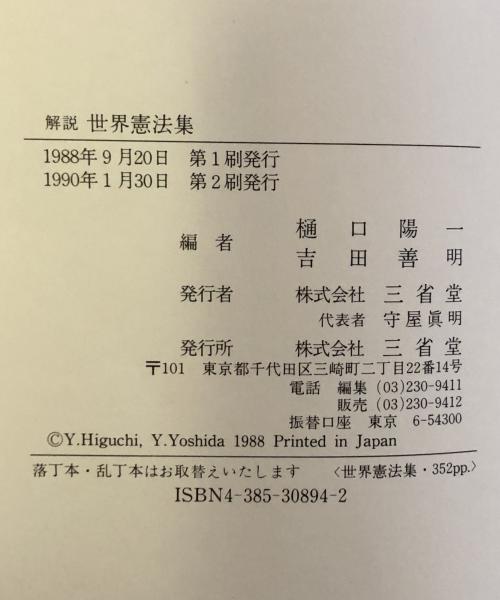 解説 世界憲法集
1988年9月20日 第1刷発行
1990年1月30日 第2刷発行
編者 樋口陽一
吉田善明
発行者 株式会社 三省堂
代表者 守屋眞明
発行所 株式会社 三省堂
〒101 東京都千代田区三崎町二丁目22番14号
電話 編集 (03)230-9411
販売 (03)230-9412
振替口座 東京 6-54300
©Y.Higuchi, Y.Yoshida 1988 Printed in Japan
落丁本・乱丁本はお取替えいたします 〈世界憲法集・352pp.〉
ISBN4-385-30894-2